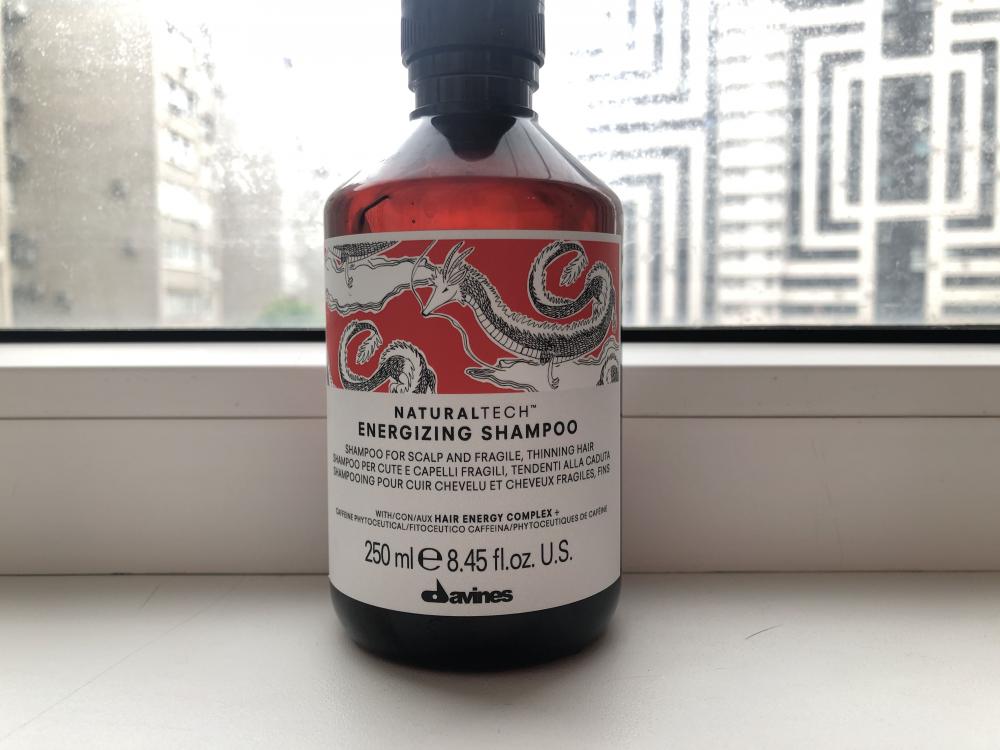 NATURALTECH™
ENERGIZING SHAMPOO
SHAMPOO FOR SCALP AND FRAGILE, THINNING HAIR
SHAMPOO PER CUTE E CAPELLI FRAGILI, TENDENTI ALLA CADUTA
SHAMPOOING POUR CUIR CHEVELU ET CHEVEUX FRAGILES, FINS
WITH/CON/AUX HAIR ENERGY COMPLEX +
CAFFEINE PHYTOCEUTICAL/FITOCEUTICO CAFFEINA/PHYTOCEUTIQUES DE CAFÉINE
250 ml ℮ 8.45 fl.oz. U.S.
davines